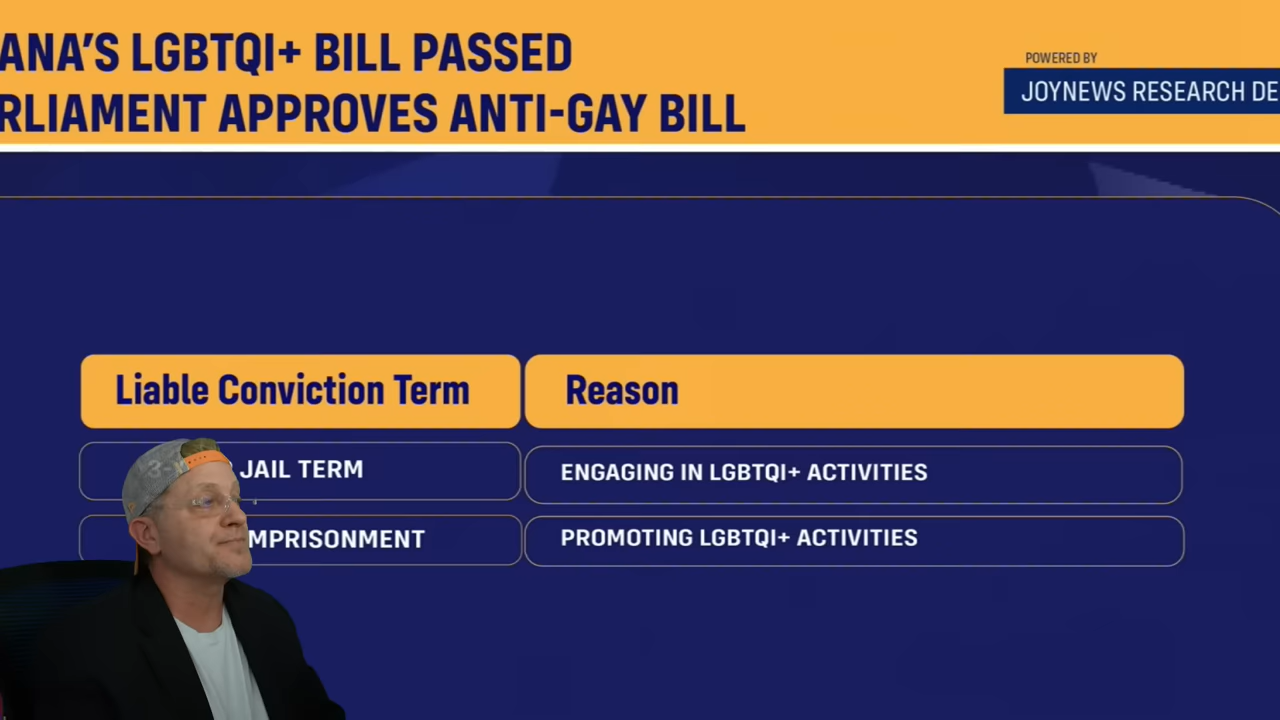 ANA'S LGBTQI+ BILL PASSED
RLIAMENT APPROVES ANTI-GAY BILL
POWERED BY
JOYNEWS RESEARCH DE
Liable Conviction Term
Reason
JAIL TERM
ENGAGING IN LGBTQI+ ACTIVITIES
MPRISONMENT
PROMOTING LGBTQI+ ACTIVITIES